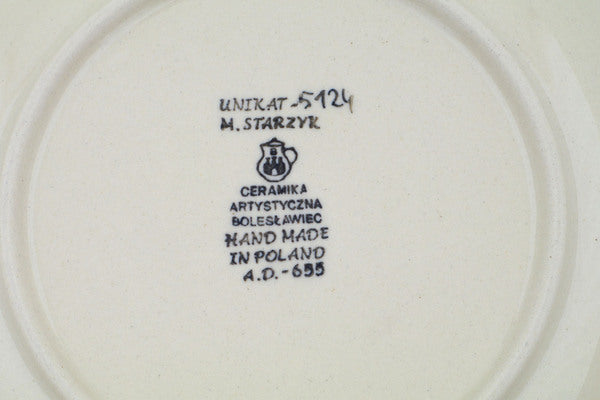 UNIKAT-5124
M. STARZYK
CERAMIKA
ARTYSTYCZNA
BOLESŁAWIEC
HAND MADE
IN POLAND
A.D.-655